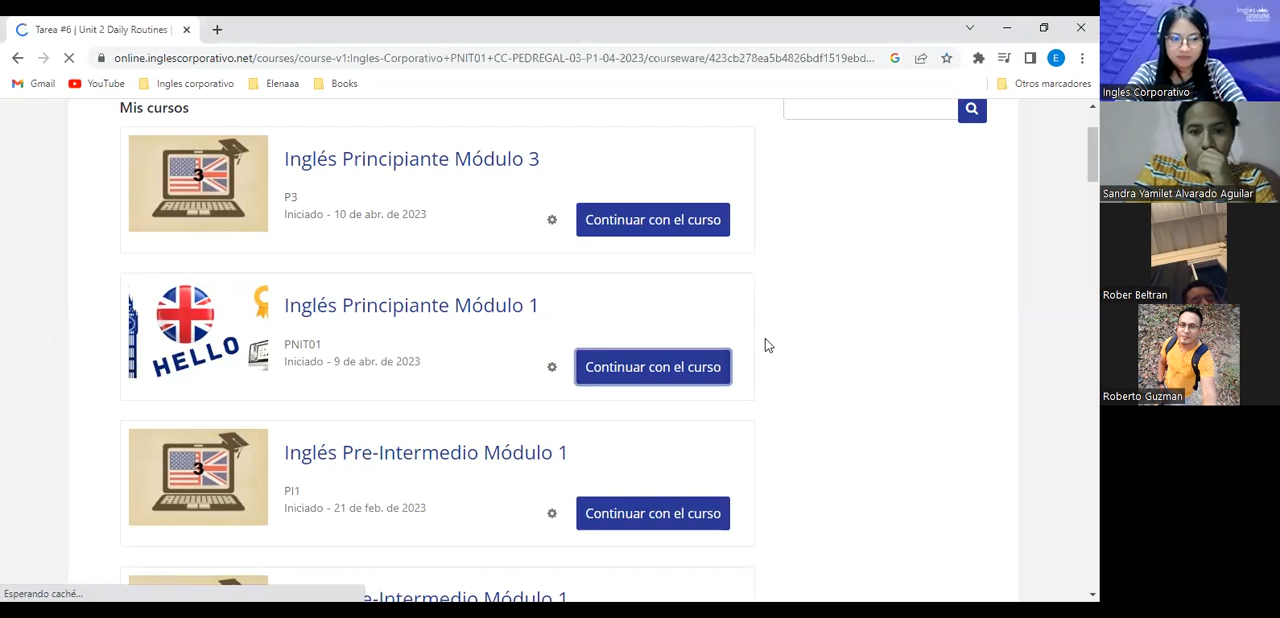 Tarea #6 | Unit 2 Daily Routines |
online.inglescorporativo.net/courses/course-v1:Ingles-Corporativo+PNIT01+CC-PEDREGAL-03-P1-04-2023/courseware/423cb278ea5b4826bdf1519ebd...
E
Gmail
YouTube
Ingles corporativo
Elenaaa
Books
Otros marcadores
Mis cursos
3
Inglés Principiante Módulo 3
P3
Iniciado - 10 de abr. de 2023
Continuar con el curso
HELLO
Inglés Principiante Módulo 1
PNIT01
Iniciado - 9 de abr. de 2023
Continuar con el curso
3
Inglés Pre-Intermedio Módulo 1
PI1
Iniciado - 21 de feb. de 2023
Continuar con el curso
e-Intermedio Módulo 1
Esperando caché...
Ingles Corporativo
Sandra Yamilet Alvarado Aguilar
Rober Beltran
Roberto Guzman